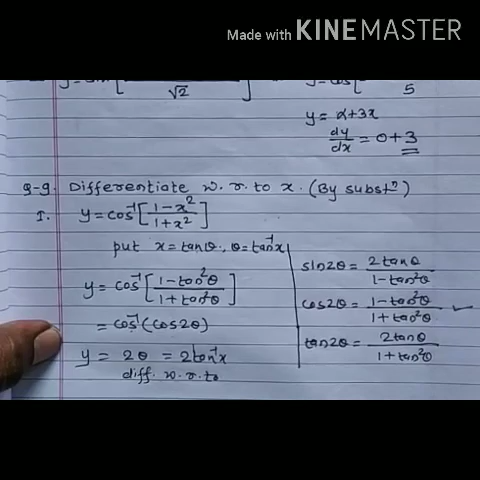 Made with KINEMASTER
√2 ] 5
y = α+3x
dy/dx = 0+3
Q-9. Differentiate w.r.to x. (By substⁿ)
I. y = cos⁻¹[(1-x²)/(1+x²)]
put x = tanθ, θ = tan⁻¹x
y = cos⁻¹[(1-tan²θ)/(1+tan²θ)]
= cos⁻¹(cos2θ)
y = 2θ = 2tan⁻¹x
diff. w.r.to
sin2θ = 2tanθ/(1-tan²θ)
cos2θ = (1-tan²θ)/(1+tan²θ) ✓
tan2θ = 2tanθ/(1+tan²θ)